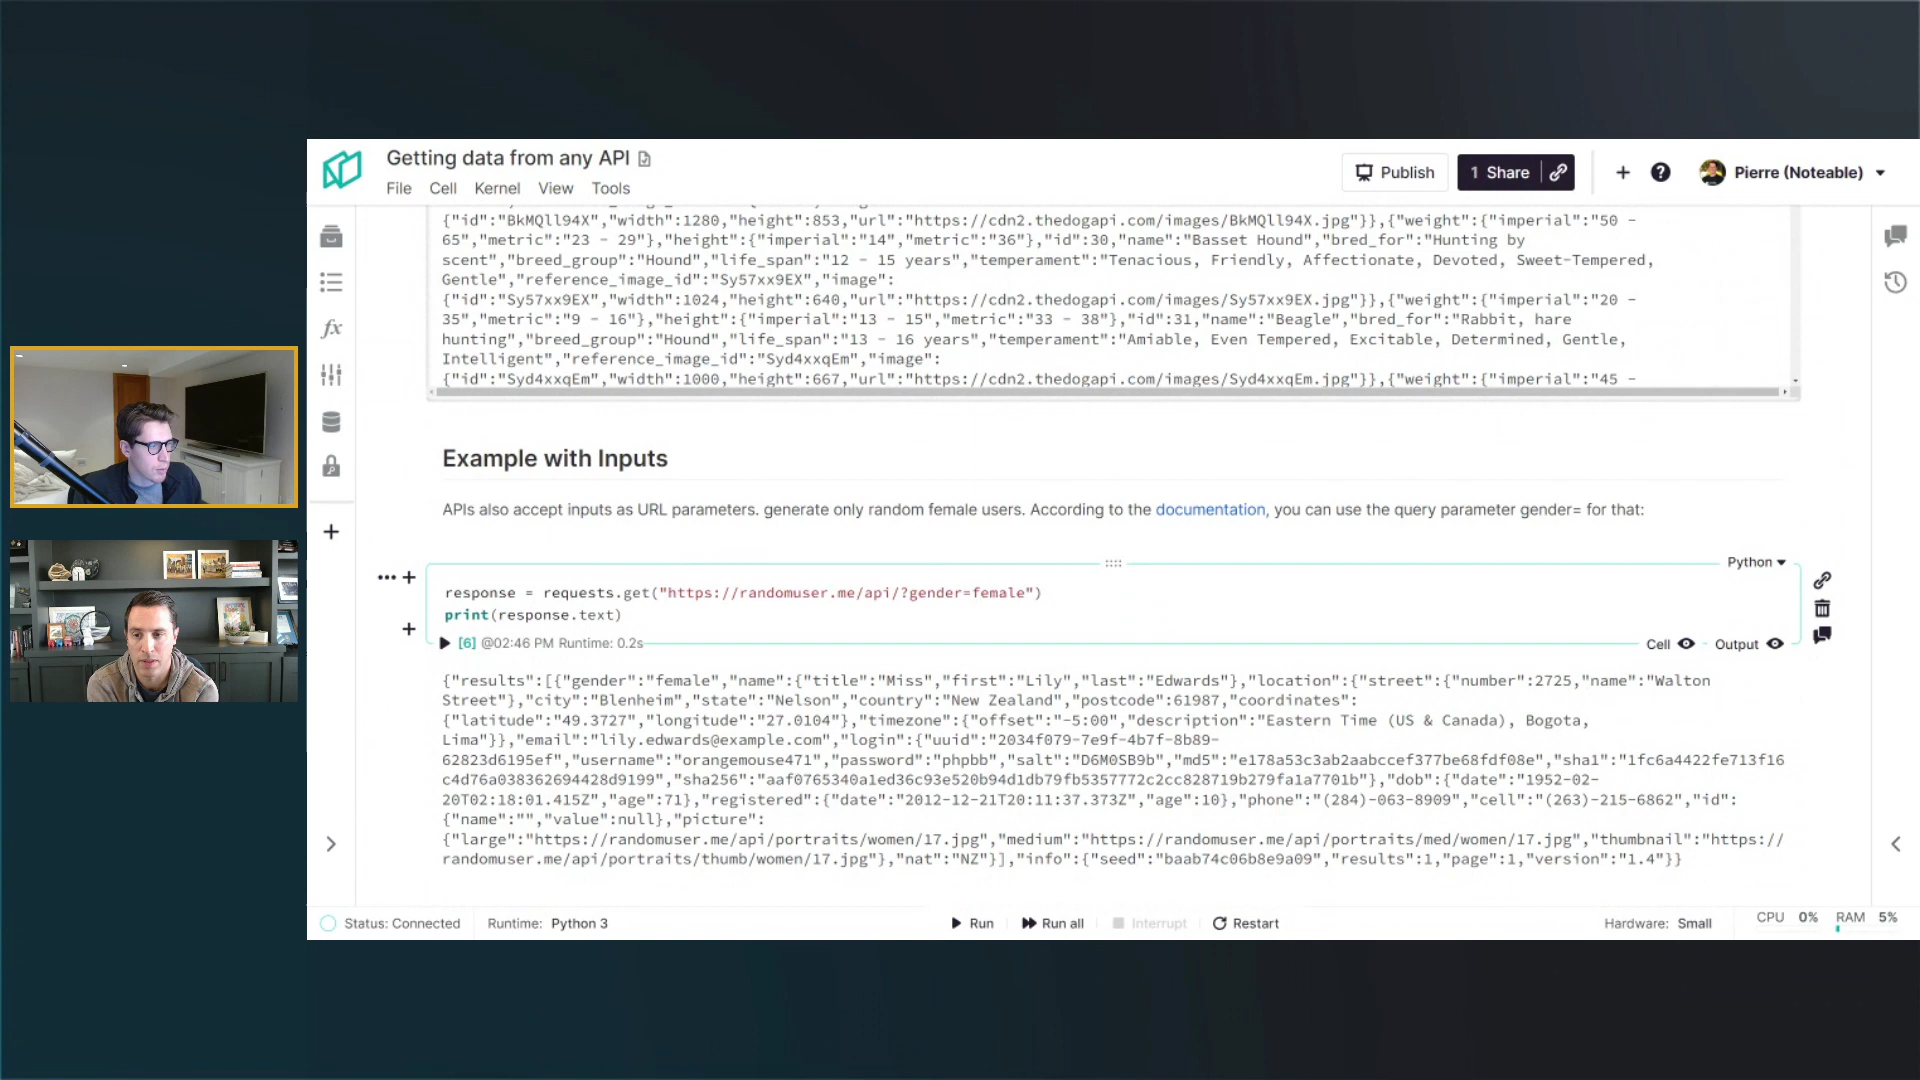 Getting data from any API
File Cell Kernel View Tools
Publish
1 Share
Pierre (Noteable)
{"id":"BkMQll94X","width":1280,"height":853,"url":"https://cdn2.thedogapi.com/images/BkMQll94X.jpg"}},{"weight":{"imperial":"50 -
65","metric":"23 - 29"},"height":{"imperial":"14","metric":"36"},"id":30,"name":"Basset Hound","bred_for":"Hunting by
scent","breed_group":"Hound","life_span":"12 - 15 years","temperament":"Tenacious, Friendly, Affectionate, Devoted, Sweet-Tempered,
Gentle","reference_image_id":"Sy57xx9EX","image":
{"id":"Sy57xx9EX","width":1024,"height":640,"url":"https://cdn2.thedogapi.com/images/Sy57xx9EX.jpg"}},{"weight":{"imperial":"20 -
35","metric":"9 - 16"},"height":{"imperial":"13 - 15","metric":"33 - 38"},"id":31,"name":"Beagle","bred_for":"Rabbit, hare
hunting","breed_group":"Hound","life_span":"13 - 16 years","temperament":"Amiable, Even Tempered, Excitable, Determined, Gentle,
Intelligent","reference_image_id":"Syd4xxqEm","image":
{"id":"Syd4xxqEm","width":1000,"height":667,"url":"https://cdn2.thedogapi.com/images/Syd4xxqEm.jpg"}},{"weight":{"imperial":"45 -
Example with Inputs
APIs also accept inputs as URL parameters. generate only random female users. According to the documentation, you can use the query parameter gender= for that:
Python
response = requests.get("https://randomuser.me/api/?gender=female")
print(response.text)
[6] @02:46 PM Runtime: 0.2s
Cell Output
{"results":[{"gender":"female","name":{"title":"Miss","first":"Lily","last":"Edwards"},"location":{"street":{"number":2725,"name":"Walton
Street"},"city":"Blenheim","state":"Nelson","country":"New Zealand","postcode":61987,"coordinates":
{"latitude":"49.3727","longitude":"27.0104"},"timezone":{"offset":"-5:00","description":"Eastern Time (US & Canada), Bogota,
Lima"}},"email":"lily.edwards@example.com","login":{"uuid":"2034f079-7e9f-4b7f-8b89-
62823d6195ef","username":"orangemouse471","password":"phpbb","salt":"D6M0SB9b","md5":"e178a53c3ab2aabccef377be68fdf08e","sha1":"1fc6a4422fe713f16
c4d76a038362694428d9199","sha256":"aaf0765340a1ed36c93e520b94d1db79fb5357772c2cc828719b279fa1a7701b"},"dob":{"date":"1952-02-
20T02:18:01.415Z","age":71},"registered":{"date":"2012-12-21T20:11:37.373Z","age":10},"phone":"(284)-063-8909","cell":"(263)-215-6862","id":
{"name":"","value":null},"picture":
{"large":"https://randomuser.me/api/portraits/women/17.jpg","medium":"https://randomuser.me/api/portraits/med/women/17.jpg","thumbnail":"https://
randomuser.me/api/portraits/thumb/women/17.jpg"},"nat":"NZ"}],"info":{"seed":"baab74c06b8e9a09","results":1,"page":1,"version":"1.4"}}
Status: Connected Runtime: Python 3 Run Run all Interrupt Restart Hardware: Small CPU 0% RAM 5%